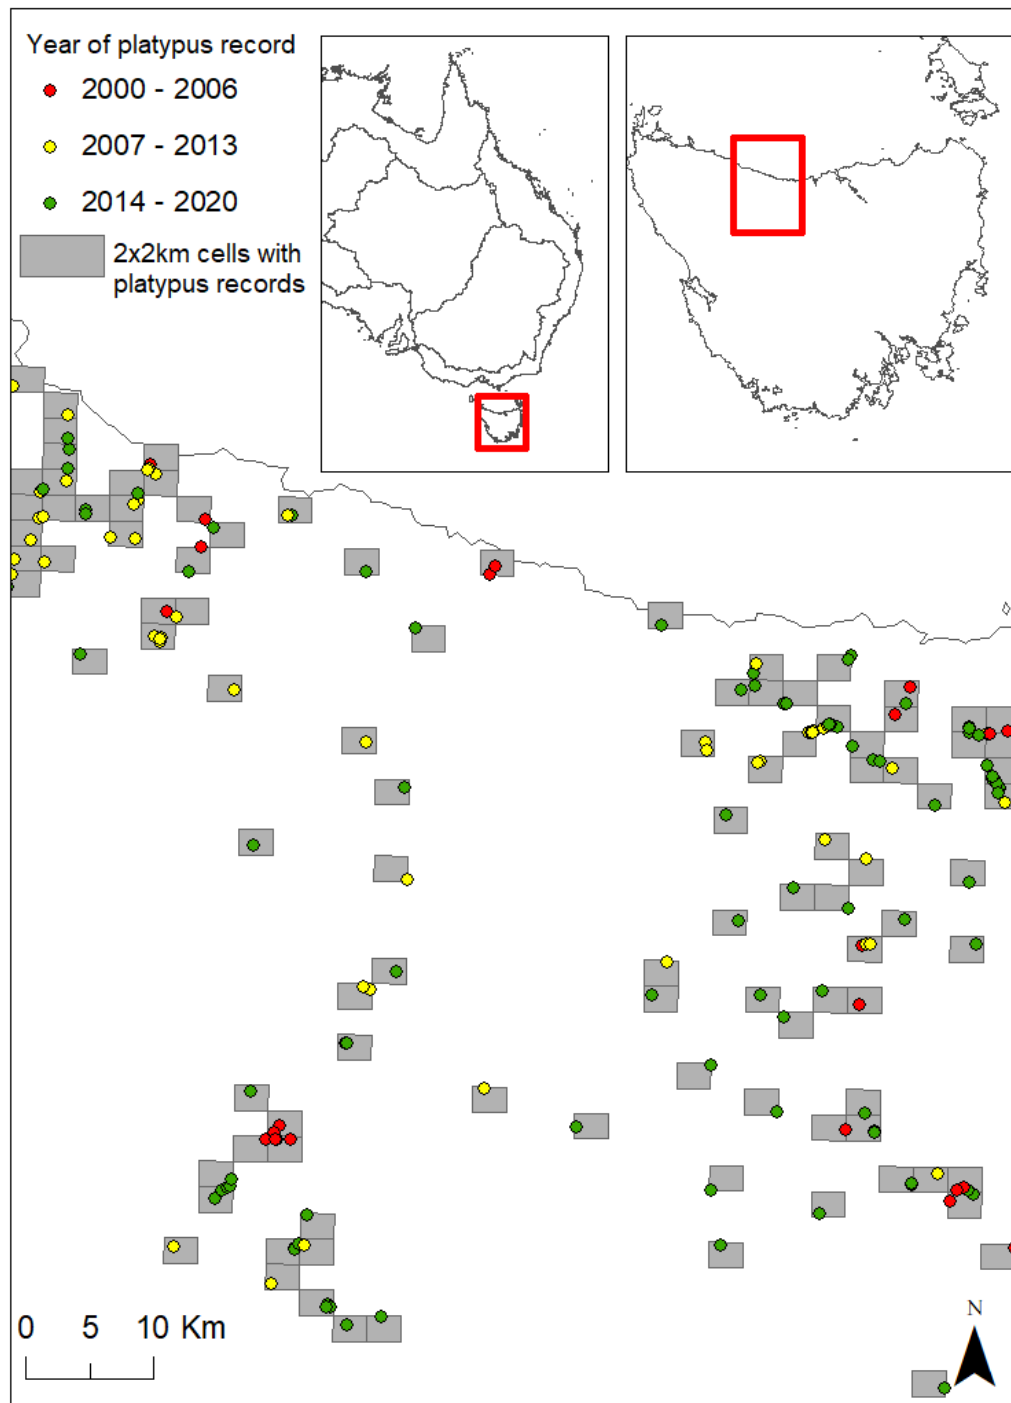 Year of platypus record
2000 - 2006
2007 - 2013
2014 - 2020
2x2km cells with
platypus records
0 5 10 Km
N